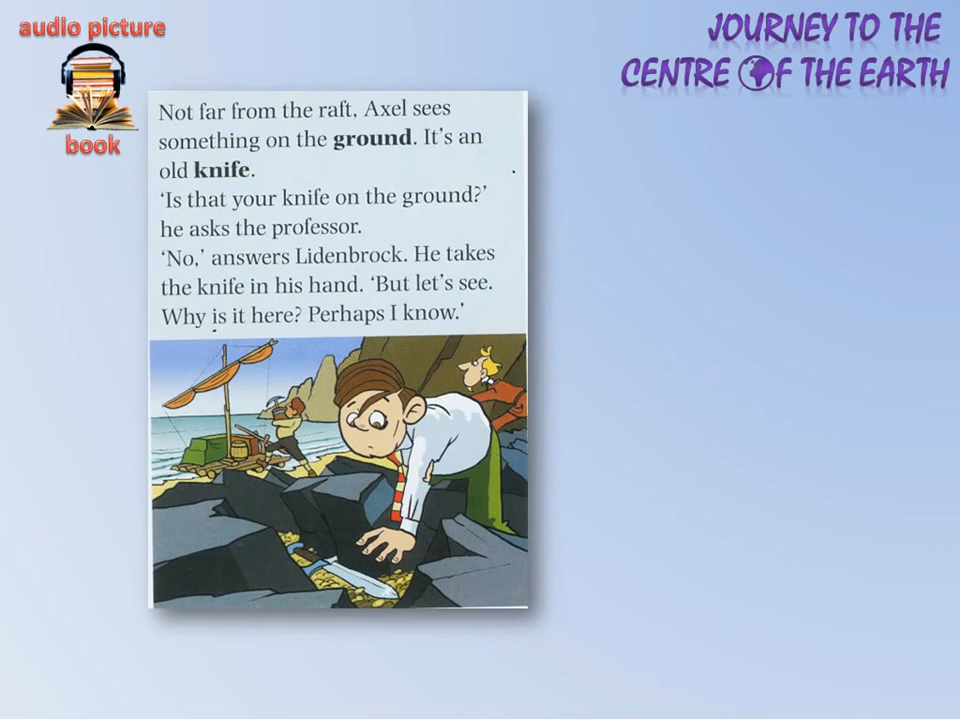 audio picture
book
JOURNEY TO THE
CENTRE OF THE EARTH
Not far from the raft, Axel sees
something on the ground. It’s an
old knife.
‘Is that your knife on the ground?’
he asks the professor.
‘No,’ answers Lidenbrock. He takes
the knife in his hand. ‘But let’s see.
Why is it here? Perhaps I know.’